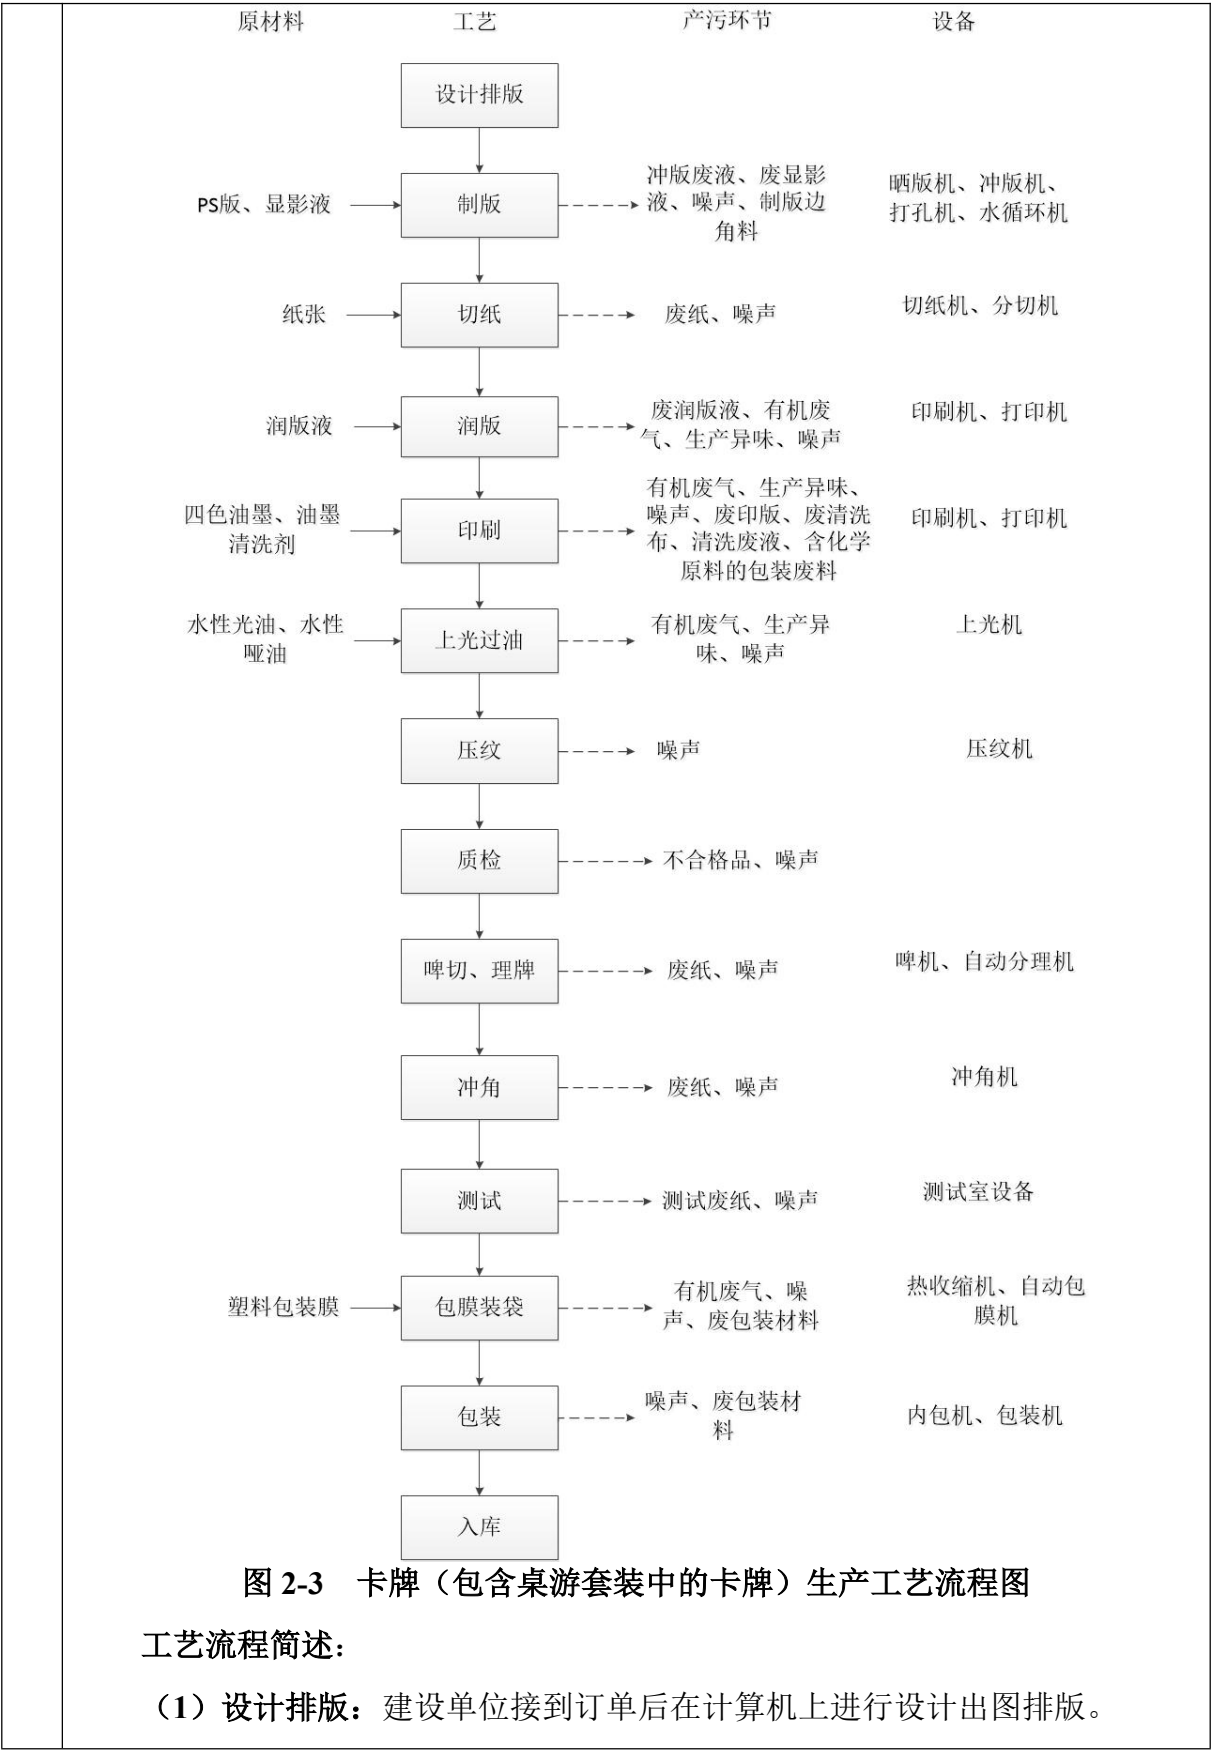 原材料 工艺 产污环节 设备
设计排版
PS版、显影液
制版
冲版废液、废显影
液、噪声、制版边
角料
晒版机、冲版机、
打孔机、水循环机
纸张
切纸
废纸、噪声
切纸机、分切机
润版液
润版
废润版液、有机废
气、生产异味、噪声
印刷机、打印机
四色油墨、油墨
清洗剂
印刷
有机废气、生产异味、
噪声、废印版、废清洗
布、清洗废液、含化学
原料的包装废料
印刷机、打印机
水性光油、水性
哑油
上光过油
有机废气、生产异
味、噪声
上光机
压纹
噪声
压纹机
质检
不合格品、噪声
啤切、理牌
废纸、噪声
啤机、自动分理机
冲角
废纸、噪声
冲角机
测试
测试废纸、噪声
测试室设备
塑料包装膜
包膜装袋
有机废气、噪
声、废包装材料
热收缩机、自动包
膜机
包装
噪声、废包装材
料
内包机、包装机
入库
图 2-3 卡牌（包含桌游套装中的卡牌）生产工艺流程图
工艺流程简述：
（1）设计排版：建设单位接到订单后在计算机上进行设计出图排版。